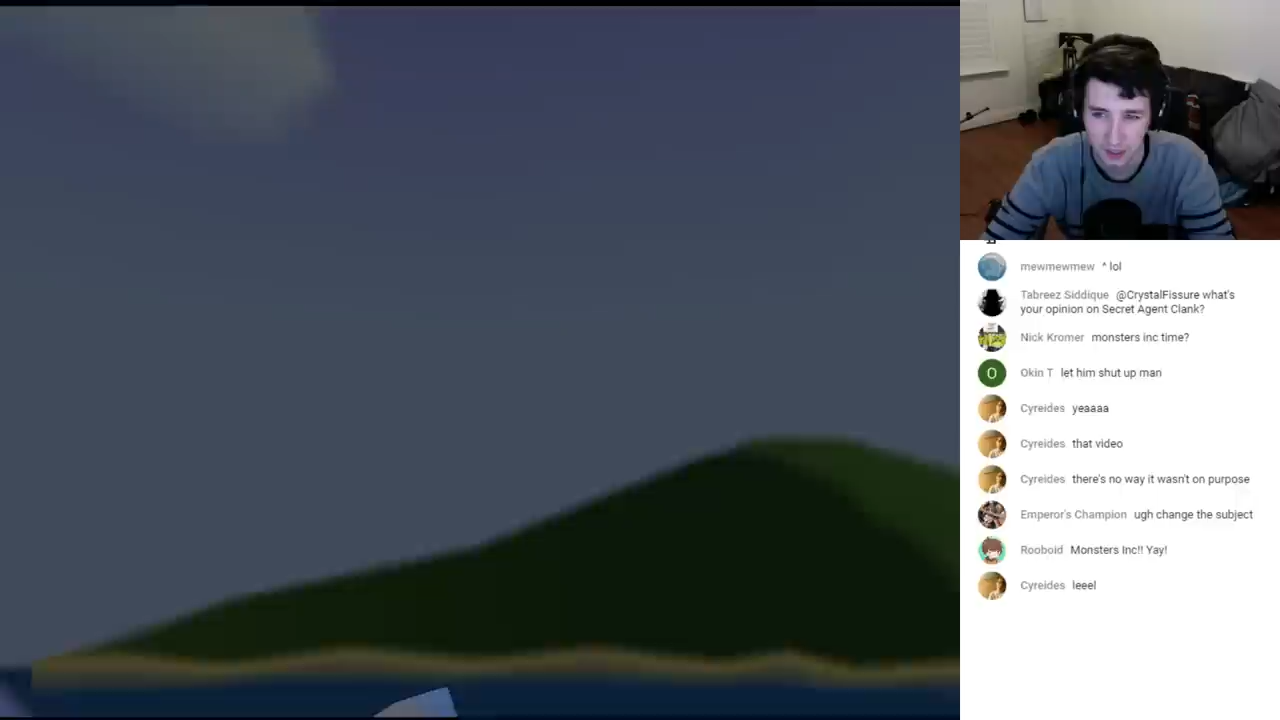 mewmewmew ^ lol
Tabreez Siddique @CrystalFissure what's
your opinion on Secret Agent Clank?
Nick Kromer monsters inc time?
O
Okin T let him shut up man
Cyreides yeaaaa
Cyreides that video
Cyreides there's no way it wasn't on purpose
Emperor's Champion ugh change the subject
Rooboid Monsters Inc!! Yay!
Cyreides leeel